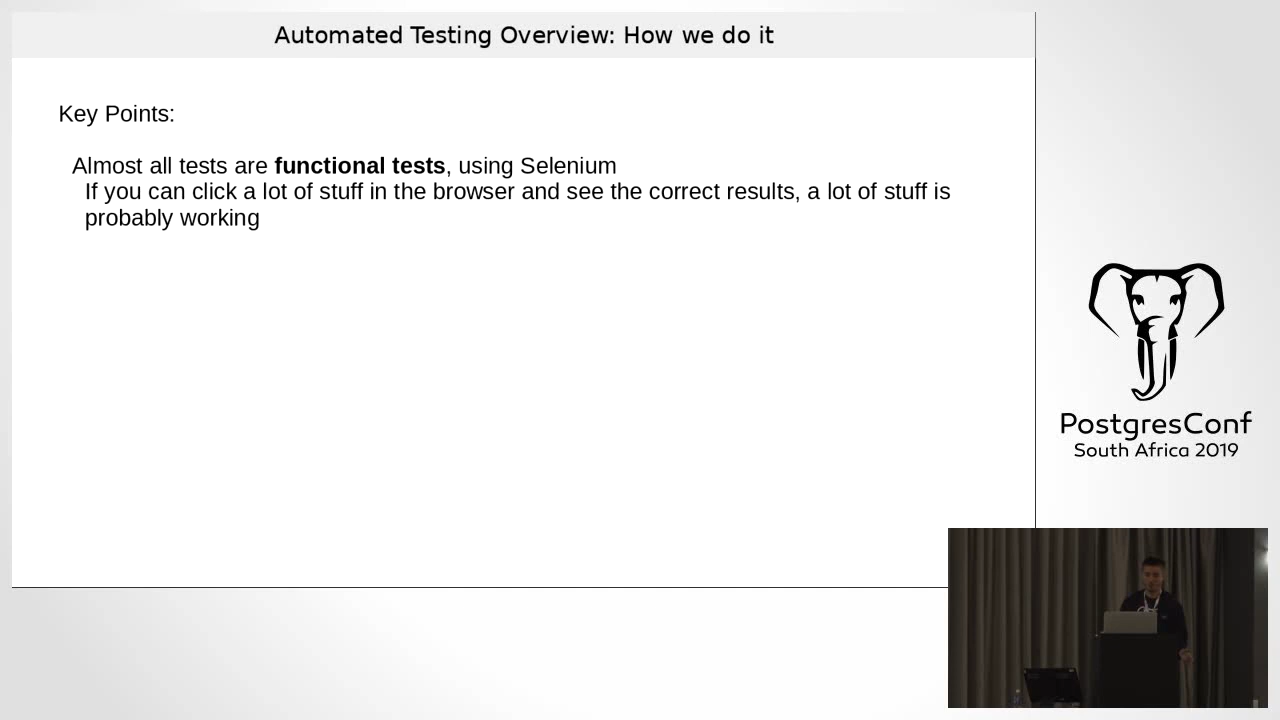 Automated Testing Overview: How we do it
Key Points:
Almost all tests are functional tests, using Selenium
If you can click a lot of stuff in the browser and see the correct results, a lot of stuff is
probably working
PostgresConf
South Africa 2019